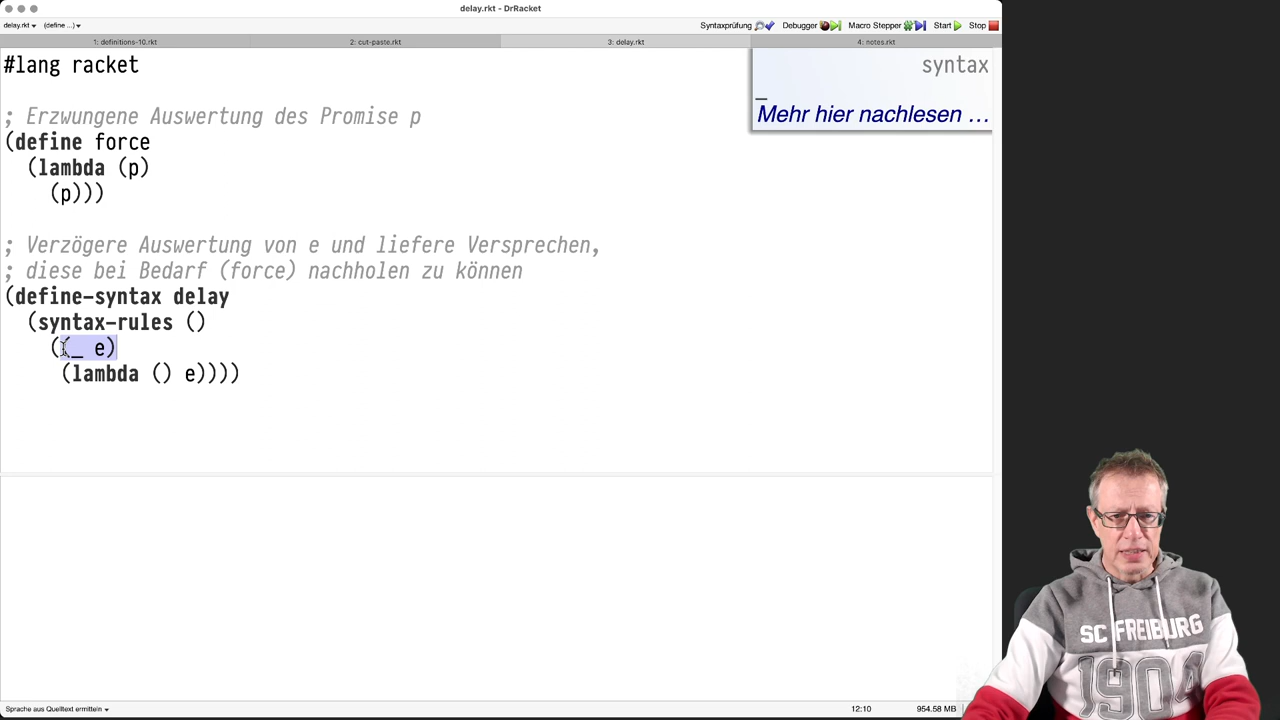 delay.rkt - DrRacket
delay.rkt (define ...) Syntaxprüfung Debugger Macro Stepper Start Stop
1: definitions-10.rkt 2: cut-paste.rkt 3: delay.rkt 4: notes.rkt
#lang racket
syntax
_
Mehr hier nachlesen …
; Erzwungene Auswertung des Promise p
(define force
(lambda (p)
(p)))
; Verzögere Auswertung von e und liefere Versprechen,
; diese bei Bedarf (force) nachholen zu können
(define-syntax delay
(syntax-rules ()
((_ e)
(lambda () e))))
SC FREIBURG
1904
Sprache aus Quelltext ermitteln 12:10 954.58 MB